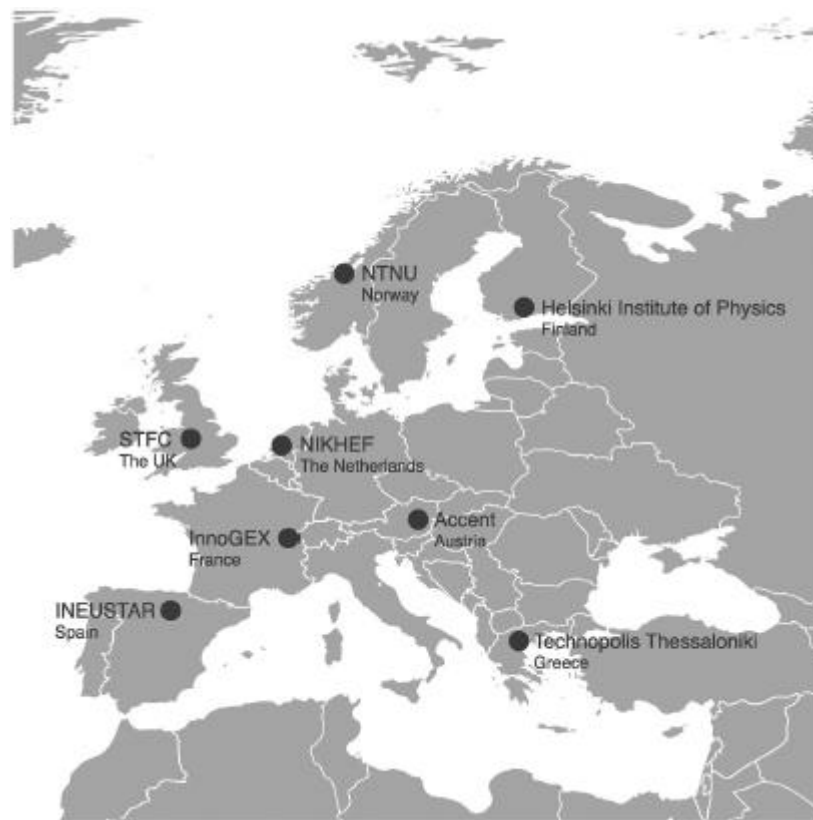 NTNU
Norway
Helsinki Institute of Physics
Finland
STFC
The UK
NIKHEF
The Netherlands
Accent
Austria
InnoGEX
France
INEUSTAR
Spain
Technopolis Thessaloniki
Greece